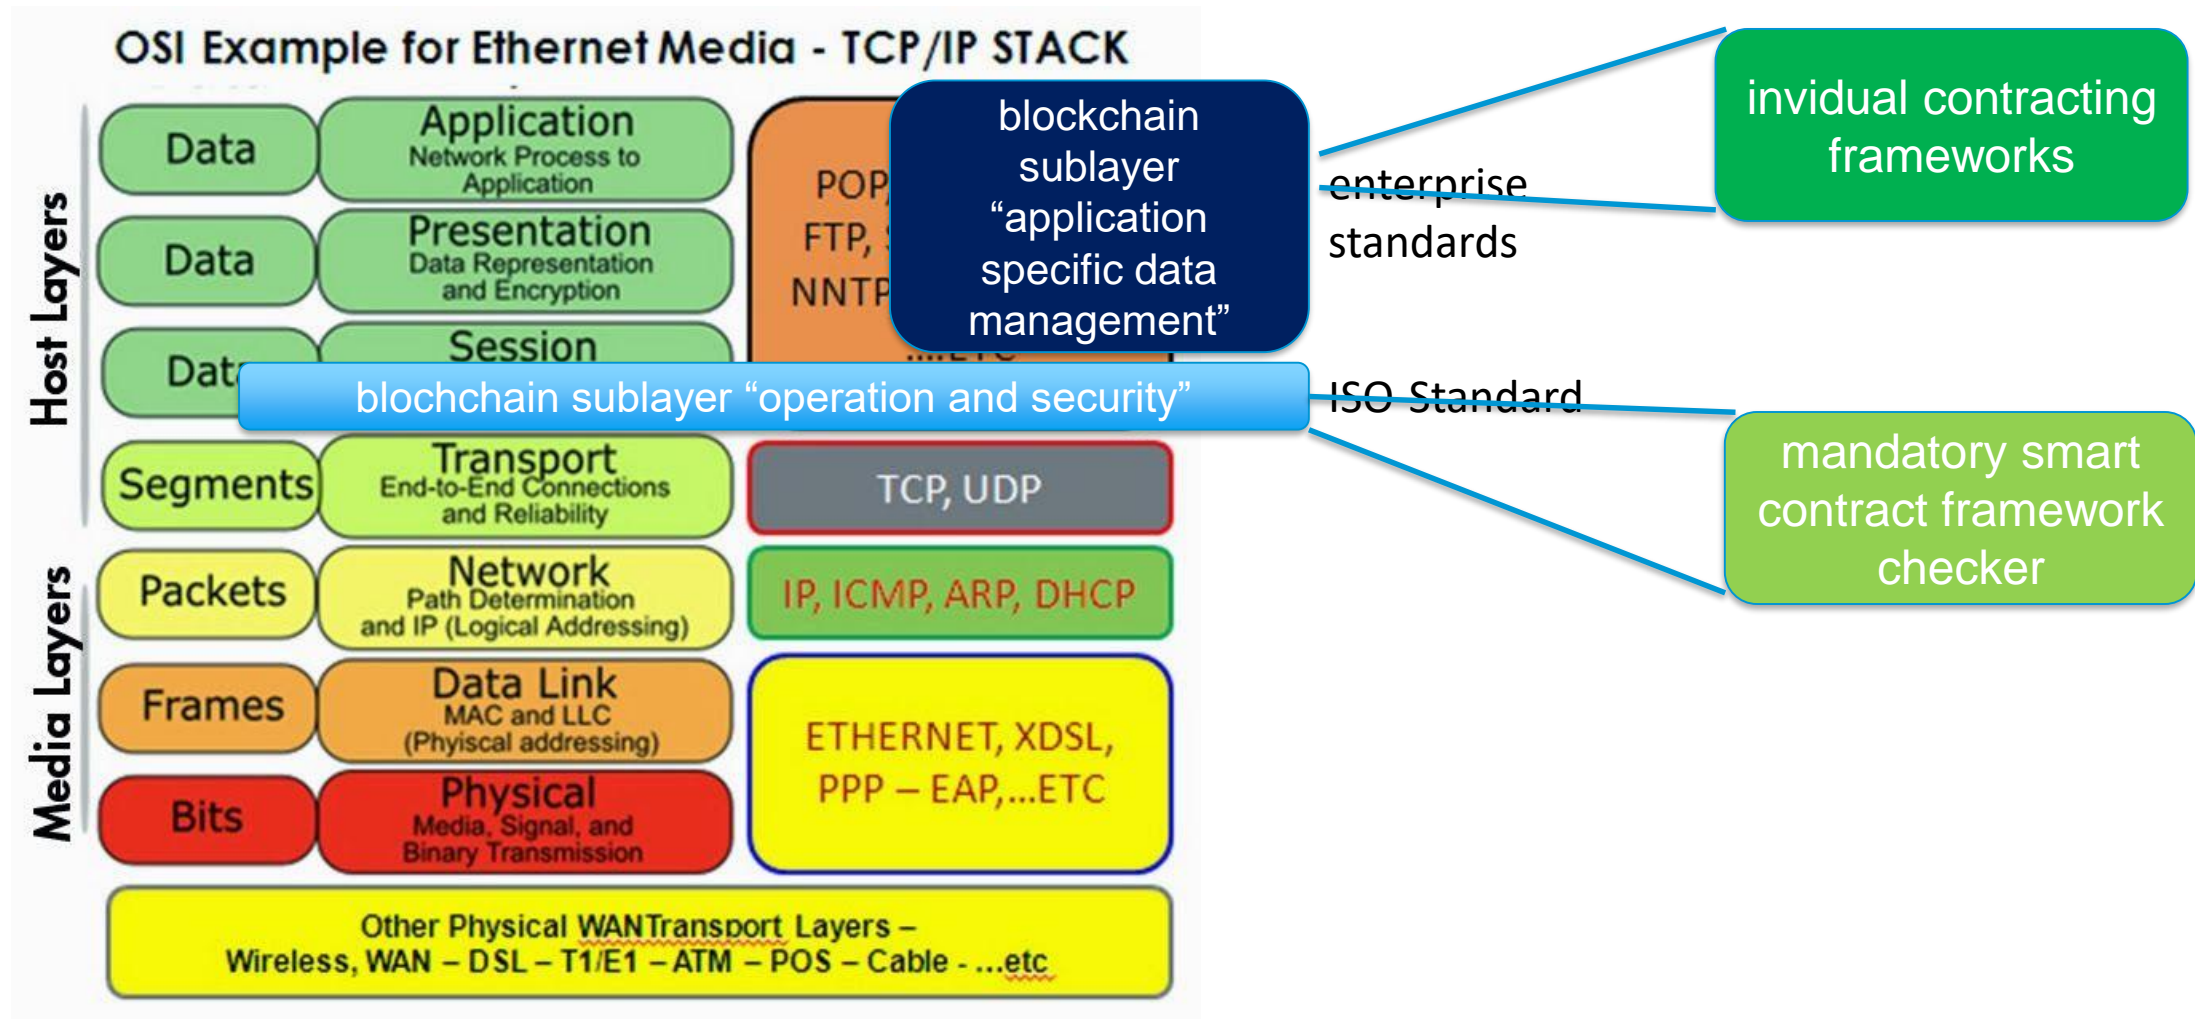 OSI Example for Ethernet Media - TCP/IP STACK
Host Layers
Media Layers
Data
Application
Network Process to
Application
Data
Presentation
Data Representation
and Encryption
Data
Session
Segments
Transport
End-to-End Connections
and Reliability
Packets
Network
Path Determination
and IP (Logical Addressing)
Frames
Data Link
MAC and LLC
(Phyiscal addressing)
Bits
Physical
Media, Signal, and
Binary Transmission
POP,
FTP,
NNTP
....ETC
TCP, UDP
IP, ICMP, ARP, DHCP
ETHERNET, XDSL,
PPP – EAP,...ETC
Other Physical WANTransport Layers –
Wireless, WAN – DSL – T1/E1 – ATM – POS – Cable - ...etc
blockchain
sublayer
“application
specific data
management”
blochchain sublayer “operation and security”
enterprise
standards
ISO Standard
invidual contracting
frameworks
mandatory smart
contract framework
checker